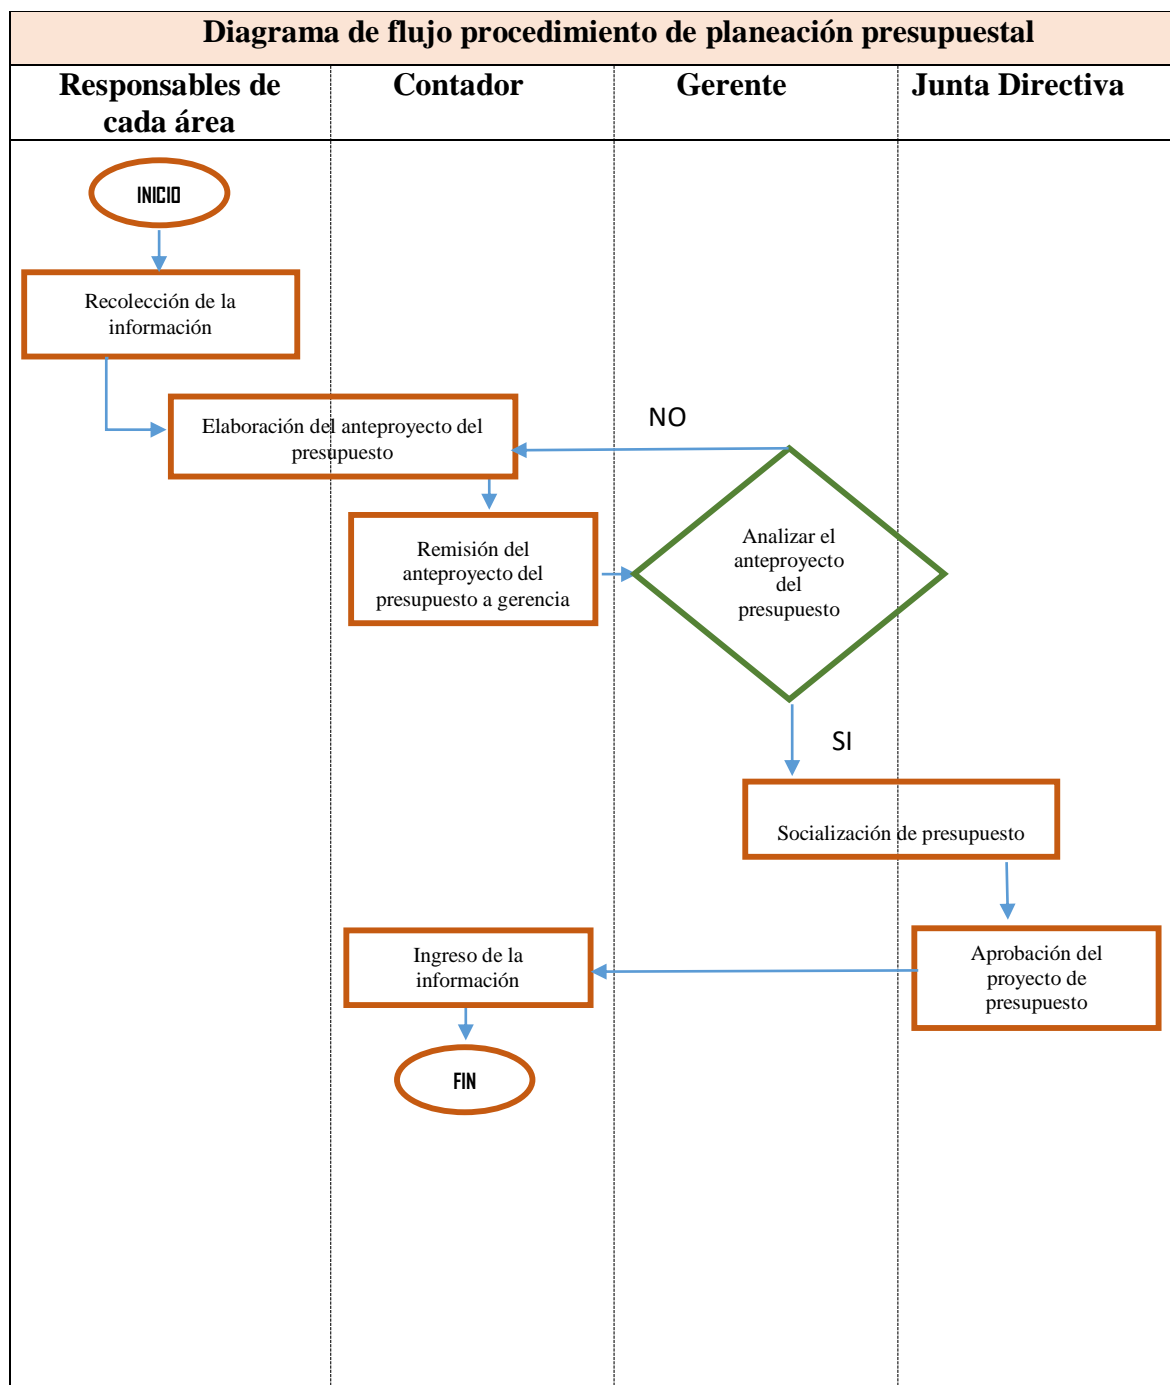 Diagrama de flujo procedimiento de planeación presupuestal
Responsables de
cada área
Contador
Gerente
Junta Directiva
INICIO
Recolección de la
información
Elaboración del anteproyecto del
presupuesto
NO
Remisión del
anteproyecto del
presupuesto a gerencia
Analizar el
anteproyecto
del
presupuesto
SI
Socialización de presupuesto
Aprobación del
proyecto de
presupuesto
Ingreso de la
información
FIN